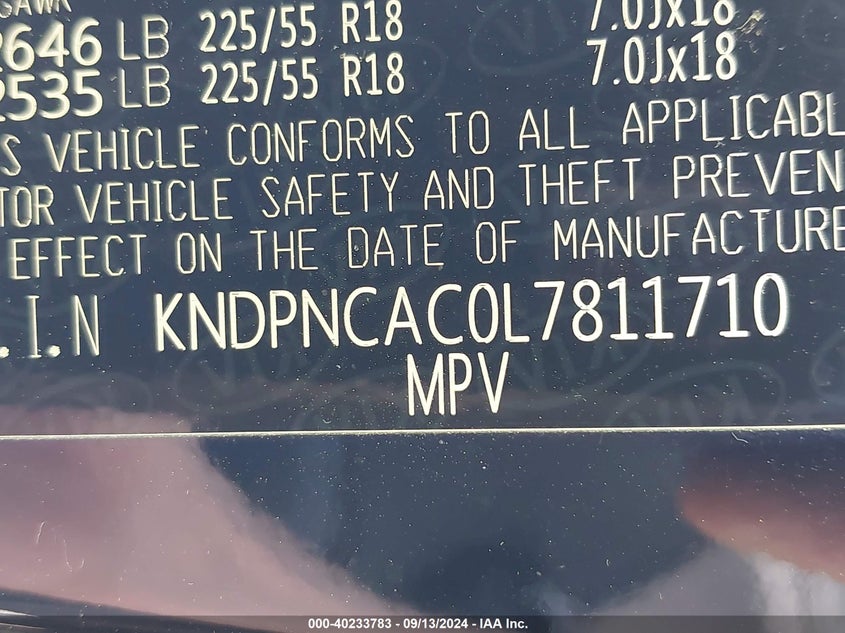 GAWR
2646 LB 225/55 R18 7.0Jx18
2535 LB 225/55 R18 7.0Jx18
S VEHICLE CONFORMS TO ALL APPLICABL
TOR VEHICLE SAFETY AND THEFT PREVEN
EFFECT ON THE DATE OF MANUFACTURE
.I.N KNDPNCAC0L7811710
MPV
000-40233783 - 09/13/2024 - IAA Inc.